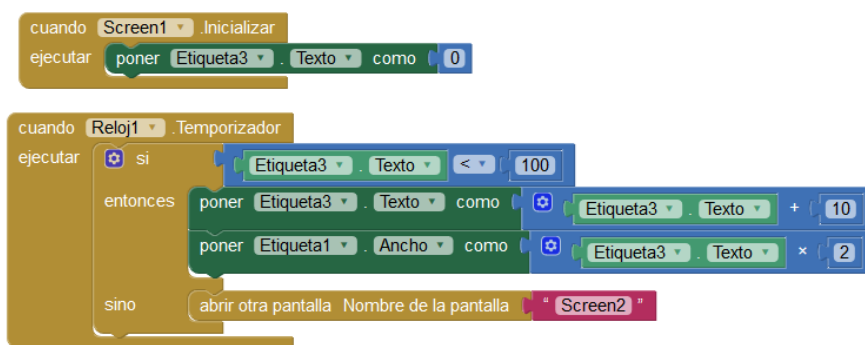 cuando Screen1 .Inicializar
ejecutar poner Etiqueta3 . Texto como 0
cuando Reloj1 .Temporizador
ejecutar si Etiqueta3 . Texto < 100
entonces poner Etiqueta3 . Texto como Etiqueta3 . Texto + 10
poner Etiqueta1 . Ancho como Etiqueta3 . Texto × 2
sino abrir otra pantalla Nombre de la pantalla " Screen2 "